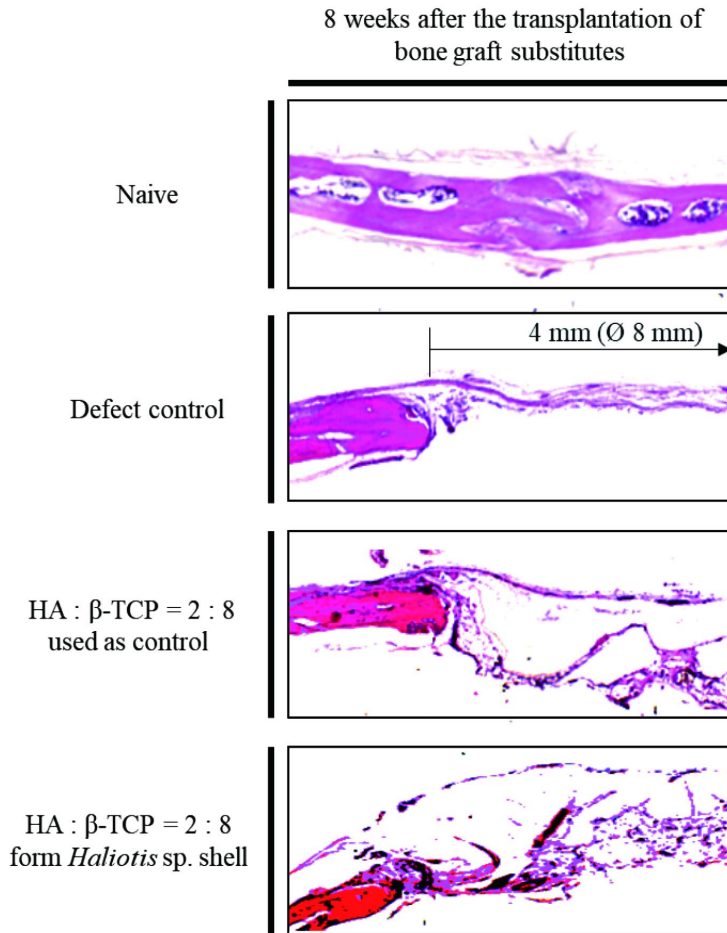 8 weeks after the transplantation of
bone graft substitutes
Naive
Defect control
4 mm (Ø 8 mm)
HA : β-TCP = 2 : 8
used as control
HA : β-TCP = 2 : 8
form Haliotis sp. shell